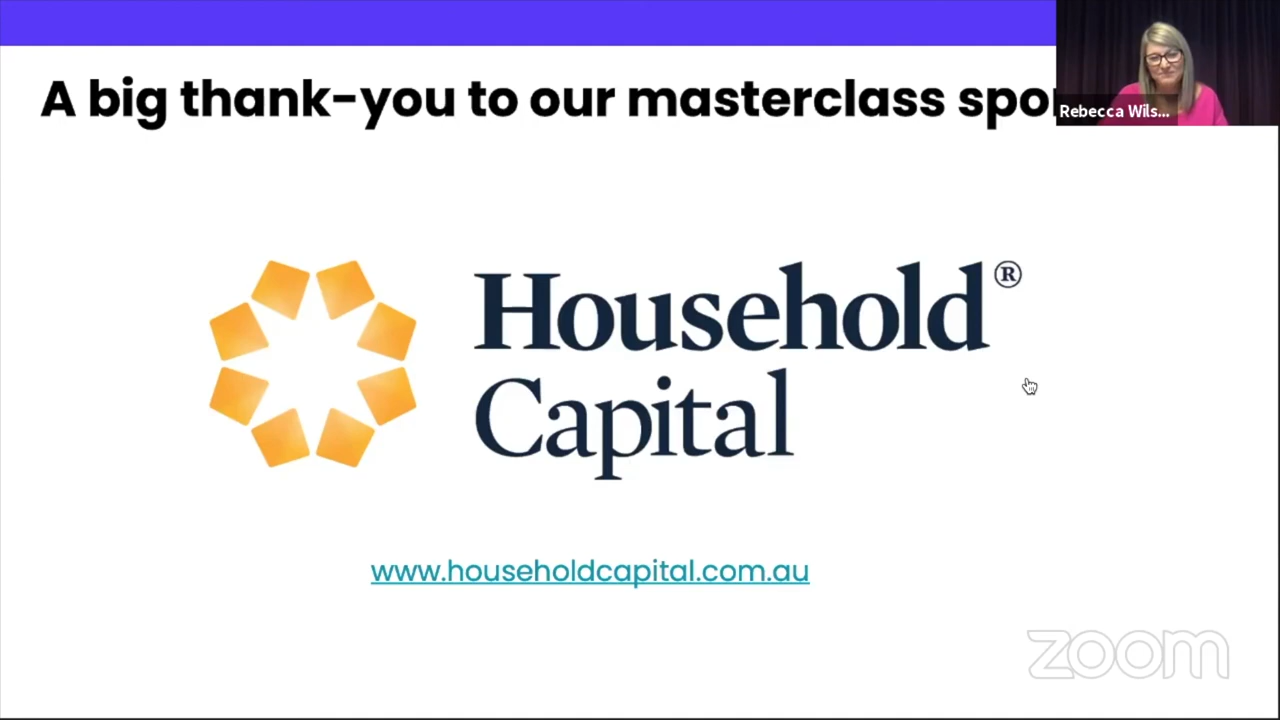 A big thank-you to our masterclass spo
Rebecca Wils...
Household®
Capital
www.householdcapital.com.au
zoom